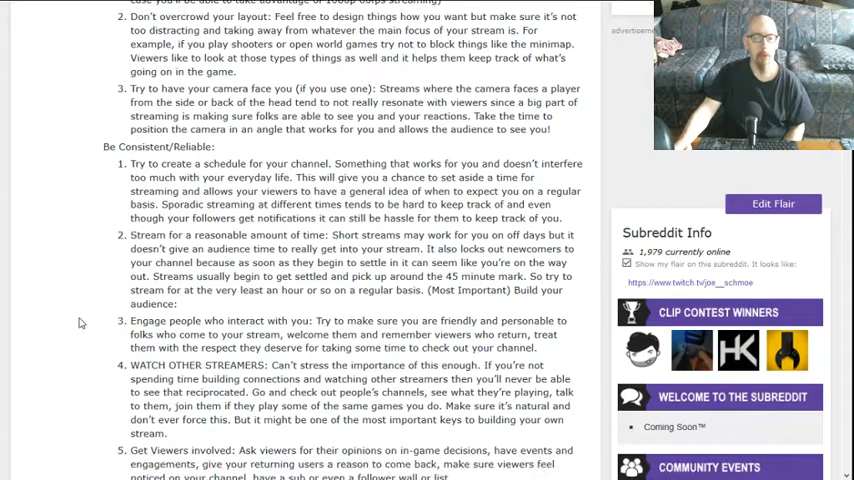 case you'll be able to take advantage of 1080p 60fps streaming)
2. Don't overcrowd your layout: Feel free to design things how you want but make sure it's not
too distracting and taking away from whatever the main focus of your stream is. For
example, if you play shooters or open world games try not to block things like the minimap.
Viewers like to look at those types of things as well and it helps them keep track of what's
going on in the game.
3. Try to have your camera face you (if you use one): Streams where the camera faces a player
from the side or back of the head tend to not really resonate with viewers since a big part of
streaming is making sure folks are able to see you and your reactions. Take the time to
position the camera in an angle that works for you and allows the audience to see you!
Be Consistent/Reliable:
1. Try to create a schedule for your channel. Something that works for you and doesn't interfere
too much with your everyday life. This will give you a chance to set aside a time for
streaming and allows your viewers to have a general idea of when to expect you on a regular
basis. Sporadic streaming at different times tends to be hard to keep track of and even
though your followers get notifications it can still be hassle for them to keep track of you.
2. Stream for a reasonable amount of time: Short streams may work for you on off days but it
doesn't give an audience time to really get into your stream. It also locks out newcomers to
your channel because as soon as they begin to settle in it can seem like you're on the way
out. Streams usually begin to get settled and pick up around the 45 minute mark. So try to
stream for at the very least an hour or so on a regular basis. (Most Important) Build your
audience:
3. Engage people who interact with you: Try to make sure you are friendly and personable to
folks who come to your stream, welcome them and remember viewers who return, treat
them with the respect they deserve for taking some time to check out your channel.
4. WATCH OTHER STREAMERS: Can't stress the importance of this enough. If you're not
spending time building connections and watching other streamers then you'll never be able
to see that reciprocated. Go and check out people's channels, see what they're playing, talk
to them, join them if they play some of the same games you do. Make sure it's natural and
don't ever force this. But it might be one of the most important keys to building your own
stream.
5. Get Viewers involved: Ask viewers for their opinions on in-game decisions, have events and
engagements, give your returning users a reason to come back, make sure viewers feel
noticed on your channel, have a sub or even a follower wall or list.
advertisement
Edit Flair
Subreddit Info
1,979 currently online
Show my flair on this subreddit. It looks like:
https://www.twitch.tv/joe__schmoe
CLIP CONTEST WINNERS
HK
WELCOME TO THE SUBREDDIT
Coming Soon™
COMMUNITY EVENTS